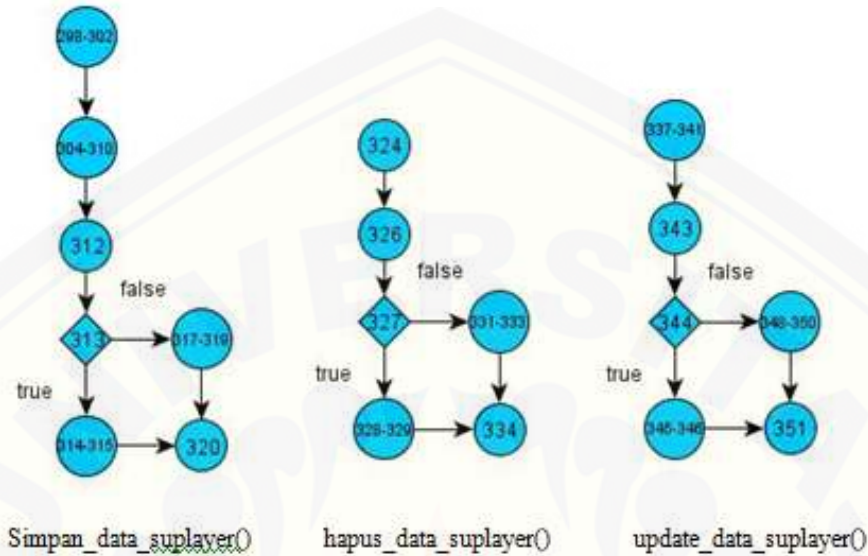 298-302
304-310
312
false
313
317-319
true
314-315
320
Simpan_data_suplayer()
324
326
false
327
331-333
true
328-329
334
hapus_data_suplayer()
337-341
343
false
344
348-350
true
345-346
351
update_data_suplayer()